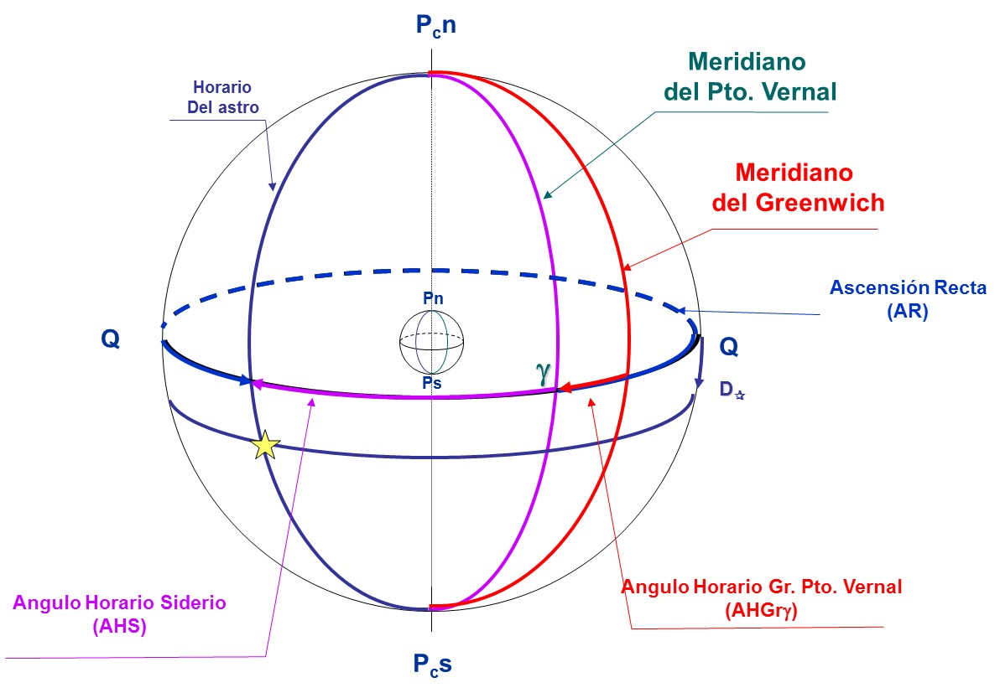 Pcn
Meridiano
del Pto. Vernal
Horario
Del astro
Meridiano
del Greenwich
Ascensión Recta
(AR)
Pn
Q
Q
γ
Ps
D☆
Angulo Horario Siderio
(AHS)
Angulo Horario Gr. Pto. Vernal
(AHGrγ)
Pcs